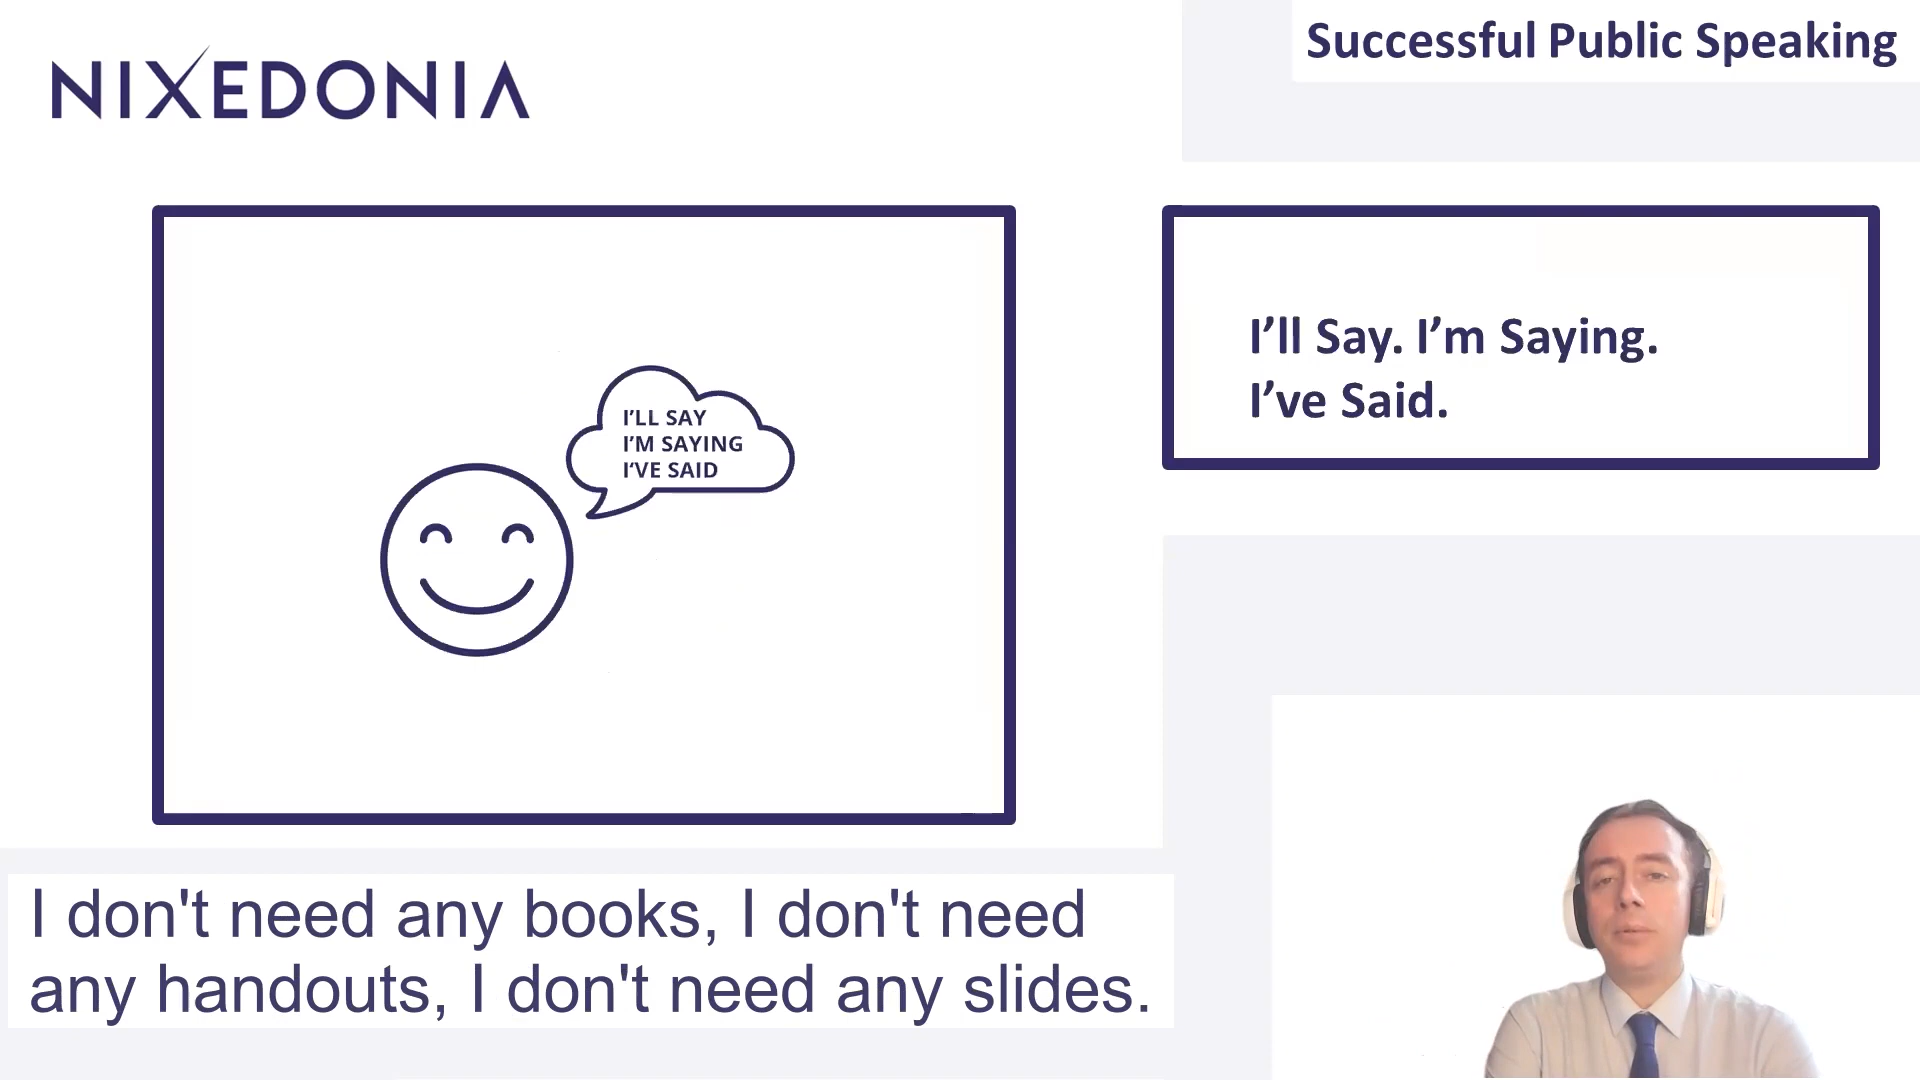 NIXEDONIA
Successful Public Speaking
I'LL SAY
I'M SAYING
I'VE SAID
I’ll Say. I’m Saying.
I’ve Said.
I don't need any books, I don't need
any handouts, I don't need any slides.